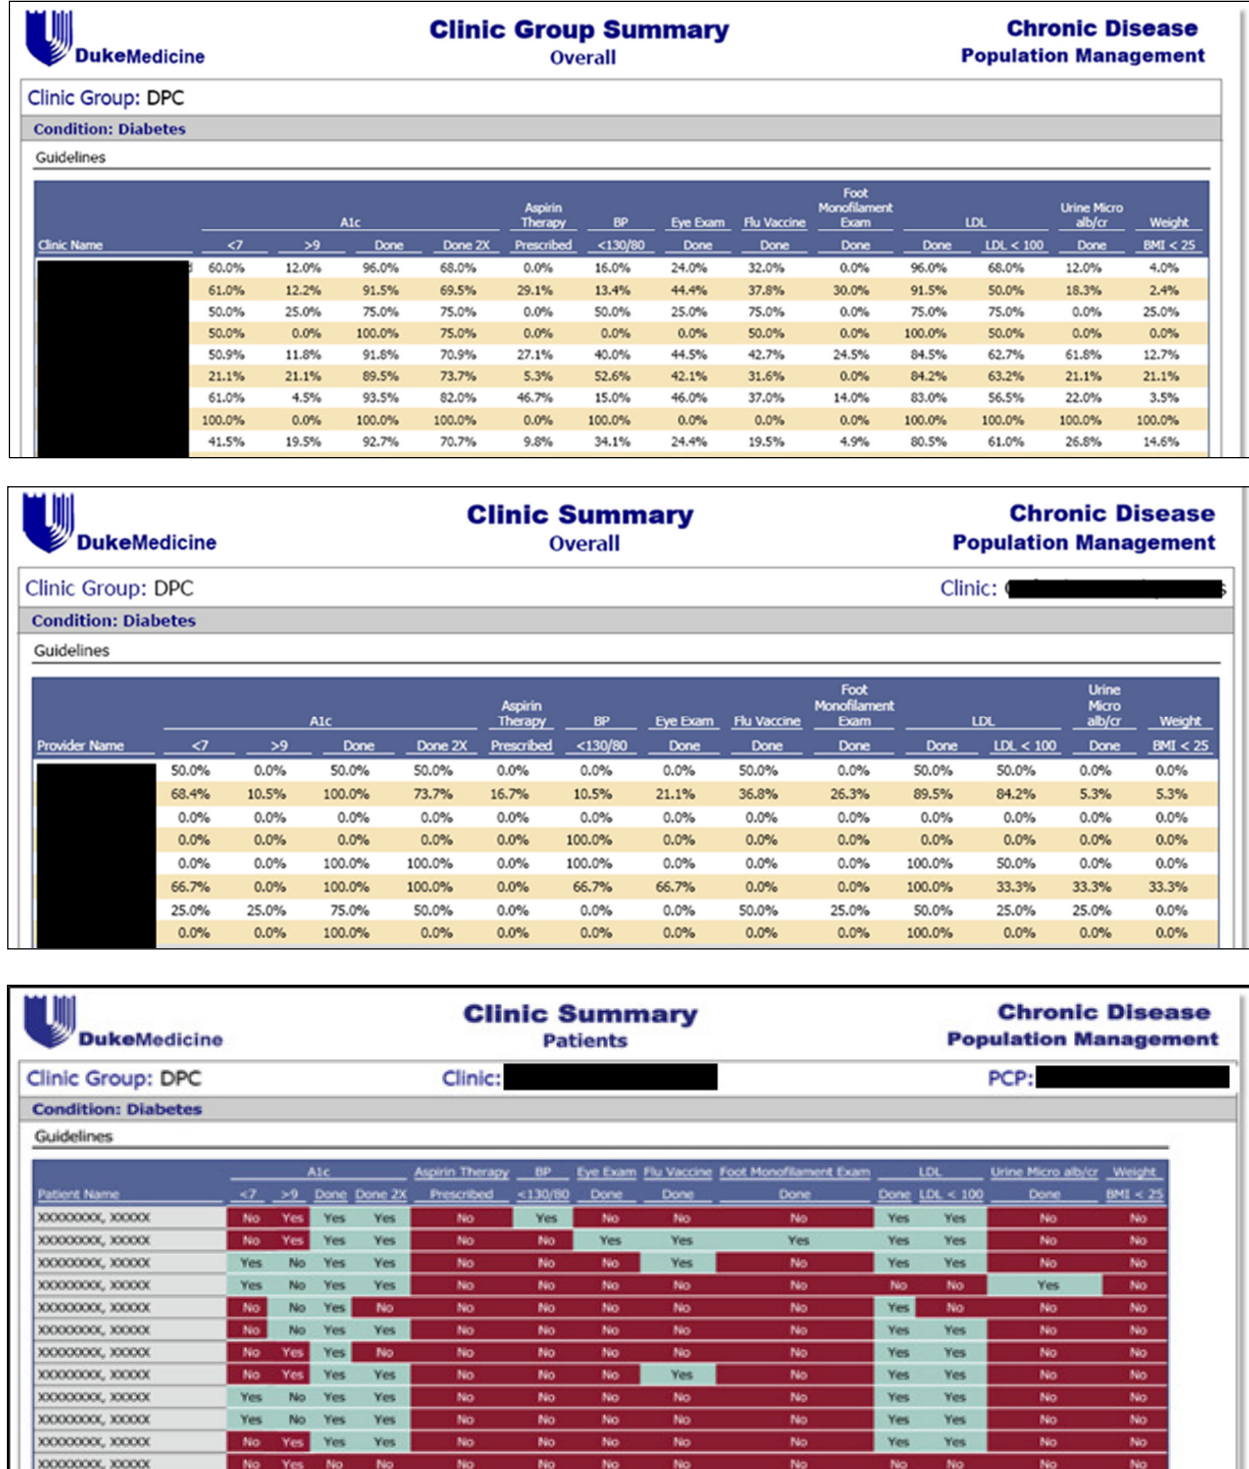 DukeMedicine
Clinic Group Summary
Overall
Chronic Disease
Population Management
Clinic Group: DPC
Condition: Diabetes
Guidelines
A1c Aspirin Therapy BP Eye Exam Flu Vaccine Foot Monofilament Exam LDL Urine Micro alb/cr Weight
Clinic Name <7 >9 Done Done 2X Prescribed <130/80 Done Done Done Done LDL < 100 Done BMI < 25
60.0% 12.0% 96.0% 68.0% 0.0% 16.0% 24.0% 32.0% 0.0% 96.0% 68.0% 12.0% 4.0%
61.0% 12.2% 91.5% 69.5% 29.1% 13.4% 44.4% 37.8% 30.0% 91.5% 50.0% 18.3% 2.4%
50.0% 25.0% 75.0% 75.0% 0.0% 50.0% 25.0% 75.0% 0.0% 75.0% 75.0% 0.0% 25.0%
50.0% 0.0% 100.0% 75.0% 0.0% 0.0% 0.0% 50.0% 0.0% 100.0% 50.0% 0.0% 0.0%
50.9% 11.8% 91.8% 70.9% 27.1% 40.0% 44.5% 42.7% 24.5% 84.5% 62.7% 61.8% 12.7%
21.1% 21.1% 89.5% 73.7% 5.3% 52.6% 42.1% 31.6% 0.0% 84.2% 63.2% 21.1% 21.1%
61.0% 4.5% 93.5% 82.0% 46.7% 15.0% 46.0% 37.0% 14.0% 83.0% 56.5% 22.0% 3.5%
100.0% 0.0% 100.0% 100.0% 0.0% 100.0% 0.0% 0.0% 0.0% 100.0% 100.0% 100.0% 100.0%
41.5% 19.5% 92.7% 70.7% 9.8% 34.1% 24.4% 19.5% 4.9% 80.5% 61.0% 26.8% 14.6%
DukeMedicine
Clinic Summary
Overall
Chronic Disease
Population Management
Clinic Group: DPC Clinic:
Condition: Diabetes
Guidelines
A1c Aspirin Therapy BP Eye Exam Flu Vaccine Foot Monofilament Exam LDL Urine Micro alb/cr Weight
Provider Name <7 >9 Done Done 2X Prescribed <130/80 Done Done Done Done LDL < 100 Done BMI < 25
50.0% 0.0% 50.0% 50.0% 0.0% 0.0% 0.0% 50.0% 0.0% 50.0% 50.0% 0.0% 0.0%
68.4% 10.5% 100.0% 73.7% 16.7% 10.5% 21.1% 36.8% 26.3% 89.5% 84.2% 5.3% 5.3%
0.0% 0.0% 0.0% 0.0% 0.0% 0.0% 0.0% 0.0% 0.0% 0.0% 0.0% 0.0% 0.0%
0.0% 0.0% 0.0% 0.0% 0.0% 100.0% 0.0% 0.0% 0.0% 0.0% 0.0% 0.0% 0.0%
0.0% 0.0% 100.0% 100.0% 0.0% 100.0% 0.0% 0.0% 0.0% 100.0% 50.0% 0.0% 0.0%
66.7% 0.0% 100.0% 100.0% 0.0% 66.7% 66.7% 0.0% 0.0% 100.0% 33.3% 33.3% 33.3%
25.0% 25.0% 75.0% 50.0% 0.0% 0.0% 0.0% 50.0% 25.0% 50.0% 25.0% 25.0% 0.0%
0.0% 0.0% 100.0% 0.0% 0.0% 0.0% 0.0% 0.0% 0.0% 100.0% 0.0% 0.0% 0.0%
DukeMedicine
Clinic Summary
Patients
Chronic Disease
Population Management
Clinic Group: DPC Clinic: PCP:
Condition: Diabetes
Guidelines
A1c Aspirin Therapy BP Eye Exam Flu Vaccine Foot Monofilament Exam LDL Urine Micro alb/cr Weight
Patient Name <7 >9 Done Done 2X Prescribed <130/80 Done Done Done Done LDL < 100 Done BMI < 25
XXXXXXXX, XXXXX No Yes Yes Yes No Yes No No No Yes Yes No No
XXXXXXXX, XXXXX No Yes Yes Yes No No Yes Yes Yes Yes Yes No No
XXXXXXXX, XXXXX Yes No Yes Yes No No No Yes No Yes Yes No No
XXXXXXXX, XXXXX Yes No Yes Yes No No No No No No No Yes No
XXXXXXXX, XXXXX No No Yes No No No No No No Yes No No No
XXXXXXXX, XXXXX No No Yes Yes No No No No No Yes Yes No No
XXXXXXXX, XXXXX No Yes Yes No No No No No No Yes Yes No No
XXXXXXXX, XXXXX No Yes Yes Yes No No No Yes No Yes Yes No No
XXXXXXXX, XXXXX Yes No Yes Yes No No No No No Yes Yes No No
XXXXXXXX, XXXXX Yes No Yes Yes No No No No No Yes Yes No No
XXXXXXXX, XXXXX No Yes Yes Yes No No No No No Yes Yes No No
XXXXXXXX, XXXXX No Yes No No No No No No No No No No No